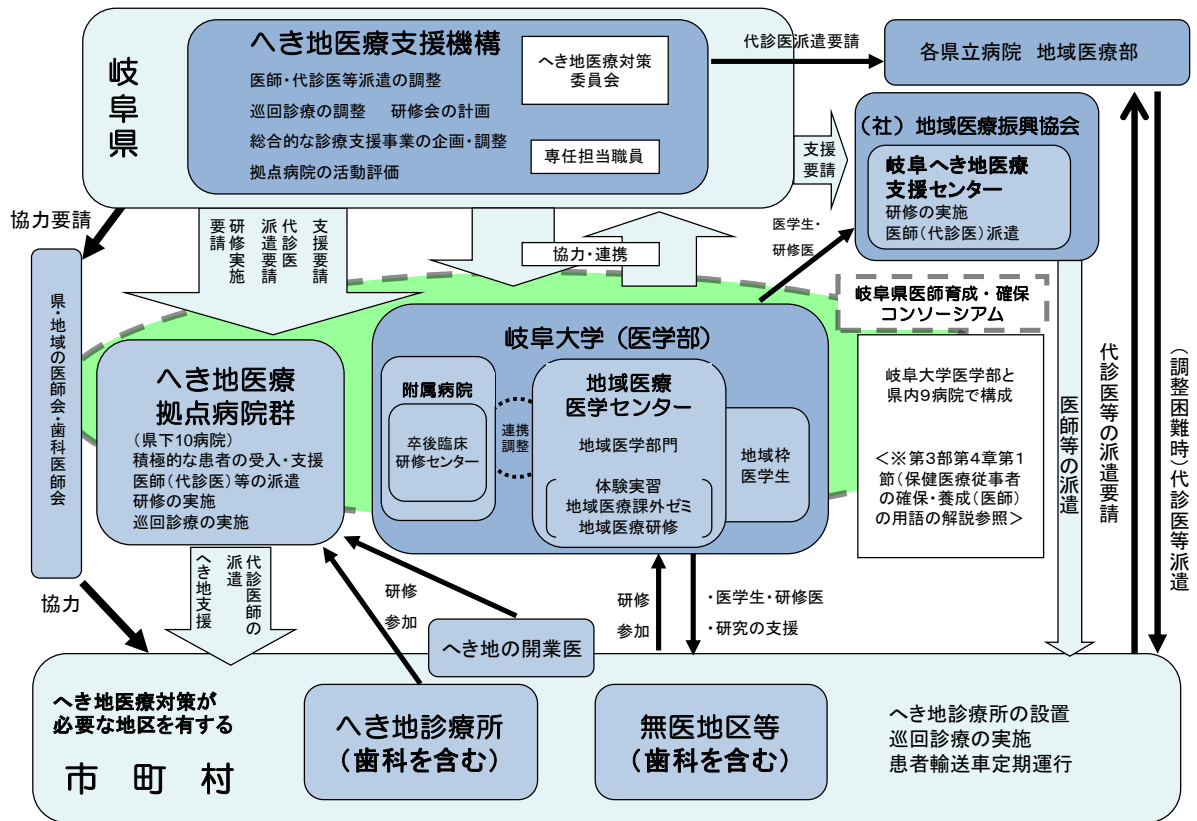 岐阜県
へき地医療支援機構
医師・代診医等派遣の調整
巡回診療の調整　研修会の計画
総合的な診療支援事業の企画・調整
拠点病院の活動評価
へき地医療対策
委員会
専任担当職員
代診医派遣要請
各県立病院　地域医療部
支援
要請
（社）地域医療振興協会
岐阜へき地医療
支援センター
研修の実施
医師（代診医）派遣
協力要請
支援要請
代診医
派遣要請
研修実施
要請
協力・連携
医学生・
研修医
岐阜県医師育成・確保
コンソーシアム
県・地域の医師会・歯科医師会
へき地医療
拠点病院群
（県下10病院）
積極的な患者の受入・支援
医師（代診医）等の派遣
研修の実施
巡回診療の実施
岐阜大学（医学部）
附属病院
卒後臨床
研修センター
連携
調整
地域医療
医学センター
地域医学部門
体験実習
地域医療課外ゼミ
地域医療研修
地域枠
医学生
岐阜大学医学部と
県内９病院で構成
＜※第３部第４章第１
節（保健医療従事者
の確保・養成（医師）
の用語の解説参照＞
医師等の派遣
代診医等の派遣要請
（調整困難時）代診医等派遣
協力
代診医師の
派遣
へき地支援
研修
参加
へき地の開業医
研修
参加
・医学生・研修医
・研究の支援
へき地医療対策が
必要な地区を有する
市　町　村
へき地診療所
（歯科を含む）
無医地区等
（歯科を含む）
へき地診療所の設置
巡回診療の実施
患者輸送車定期運行